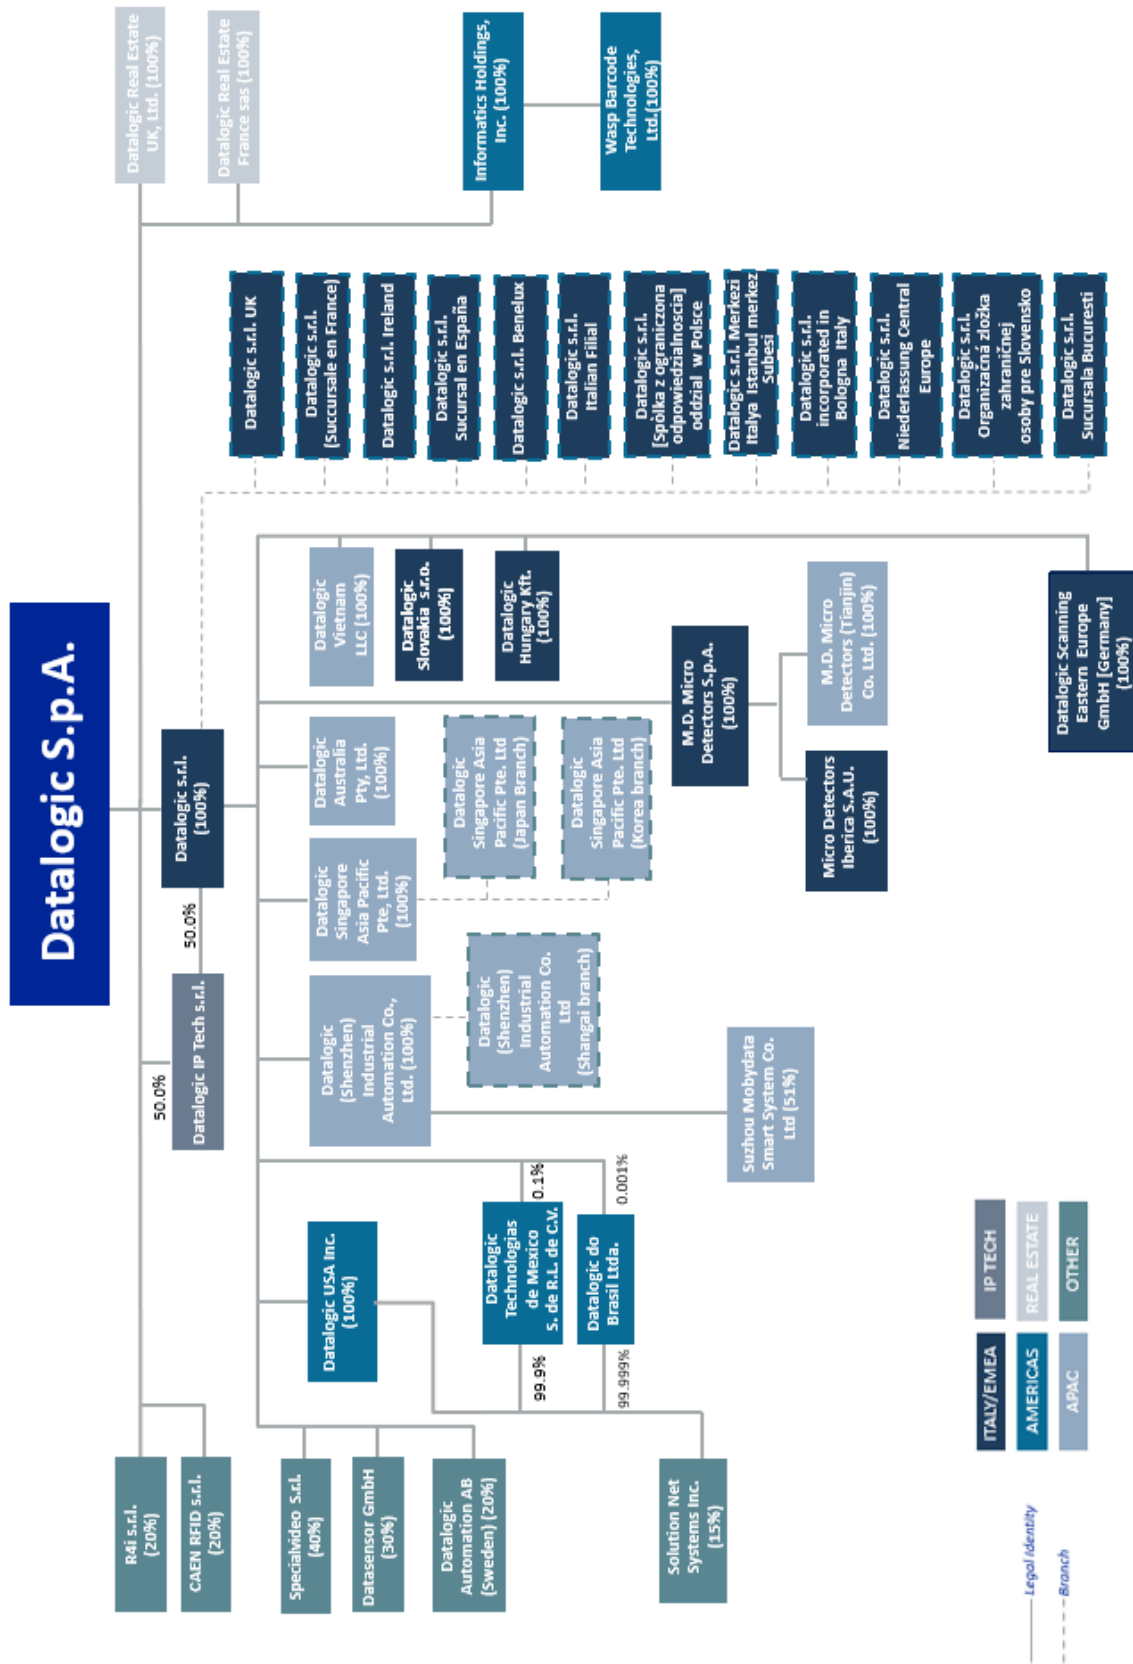 Datalogic S.p.A.
R4i s.r.l.
(20%)
CAEN RFID s.r.l.
(20%)
50.0%
Datalogic IP Tech s.r.l.
50.0%
Datalogic s.r.l.
(100%)
Datalogic Real Estate
UK, Ltd. (100%)
Datalogic Real Estate
France sas (100%)
Informatics Holdings,
Inc. (100%)
Wasp Barcode
Technologies,
Ltd.(100%)
Datalogic s.r.l. UK
Datalogic s.r.l.
(Succursale en France)
Datalogic s.r.l. Ireland
Datalogic s.r.l.
Sucursal en España
Datalogic s.r.l. Benelux
Datalogic s.r.l.
Italian Filial
Datalogic s.r.l.
[Spòlka z ograniczona
odpowiedzialnoscia]
oddzial w Polsce
Datalogic s.r.l. Merkezi
Italya Istanbul merkez
Subesi
Datalogic s.r.l.
incorporated in
Bologna Italy
Datalogic s.r.l.
Niederlassung Central
Europe
Datalogic s.r.l.
Organizačná zložka
zahraničnej
osoby pre Slovensko
Datalogic s.r.l.
Sucursala Bucuresti
Specialvideo S.r.l.
(40%)
Datasensor GmbH
(30%)
Datalogic
Automation AB
(Sweden) (20%)
Solution Net
Systems Inc.
(15%)
Datalogic USA Inc.
(100%)
99.9%
Datalogic
Technologias
de Mexico
S. de R.L. de C.V.
0.1%
99.999%
Datalogic do
Brasil Ltda.
0.001%
Datalogic
(Shenzhen)
Industrial
Automation Co.,
Ltd. (100%)
Datalogic
(Shenzhen)
Industrial
Automation Co.
Ltd
(Shangai branch)
Suzhou Mobydata
Smart System Co.
Ltd (51%)
Datalogic
Singapore
Asia Pacific
Pte, Ltd.
(100%)
Datalogic
Singapore Asia
Pacific Pte. Ltd
(Japan Branch)
Datalogic
Singapore Asia
Pacific Pte. Ltd
(Korea branch)
Datalogic
Australia
Pty, Ltd.
(100%)
Datalogic
Vietnam
LLC (100%)
Datalogic
Slovakia s.r.o.
(100%)
Datalogic
Hungary Kft.
(100%)
M.D. Micro
Detectors S.p.A.
(100%)
Micro Detectors
Iberica S.A.U.
(100%)
M.D. Micro
Detectors (Tianjin)
Co. Ltd. (100%)
Datalogic Scanning
Eastern Europe
GmbH [Germany]
(100%)
Legal Identity
Branch
ITALY/EMEA
IP TECH
AMERICAS
REAL ESTATE
APAC
OTHER